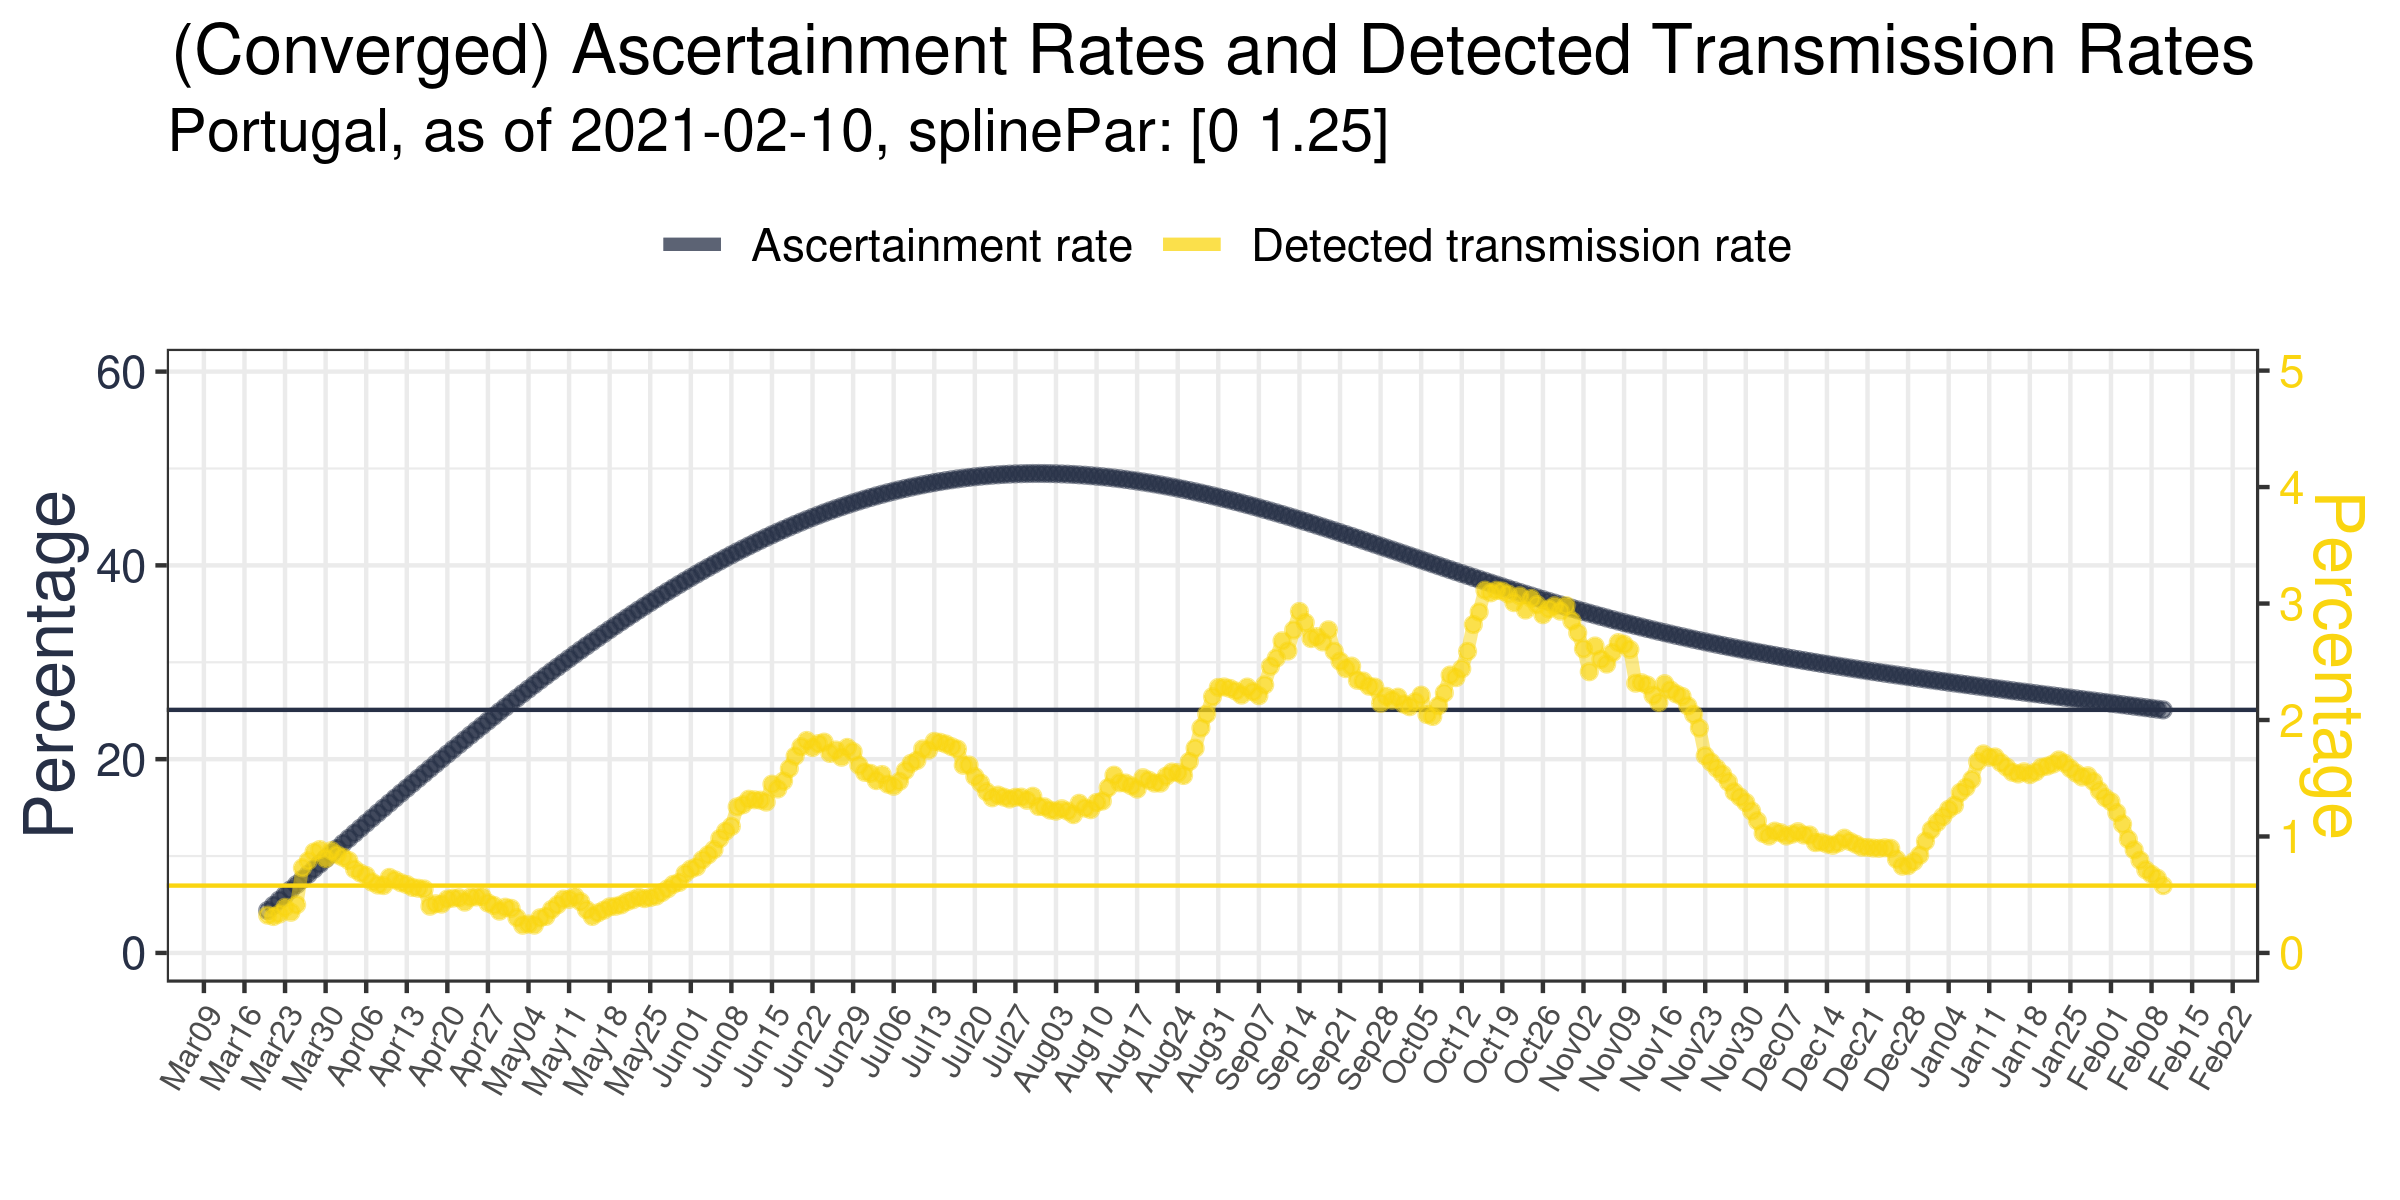 (Converged) Ascertainment Rates and Detected Transmission Rates
Portugal, as of 2021-02-10, splinePar: [0 1.25]
Ascertainment rate
Detected transmission rate
Percentage
60
40
20
0
5
4
3
2
1
0
Percentage
Mar09
Mar16
Mar23
Mar30
Apr06
Apr13
Apr20
Apr27
May04
May11
May18
May25
Jun01
Jun08
Jun15
Jun22
Jun29
Jul06
Jul13
Jul20
Jul27
Aug03
Aug10
Aug17
Aug24
Aug31
Sep07
Sep14
Sep21
Sep28
Oct05
Oct12
Oct19
Oct26
Nov02
Nov09
Nov16
Nov23
Nov30
Dec07
Dec14
Dec21
Dec28
Jan04
Jan11
Jan18
Jan25
Feb01
Feb08
Feb15
Feb22